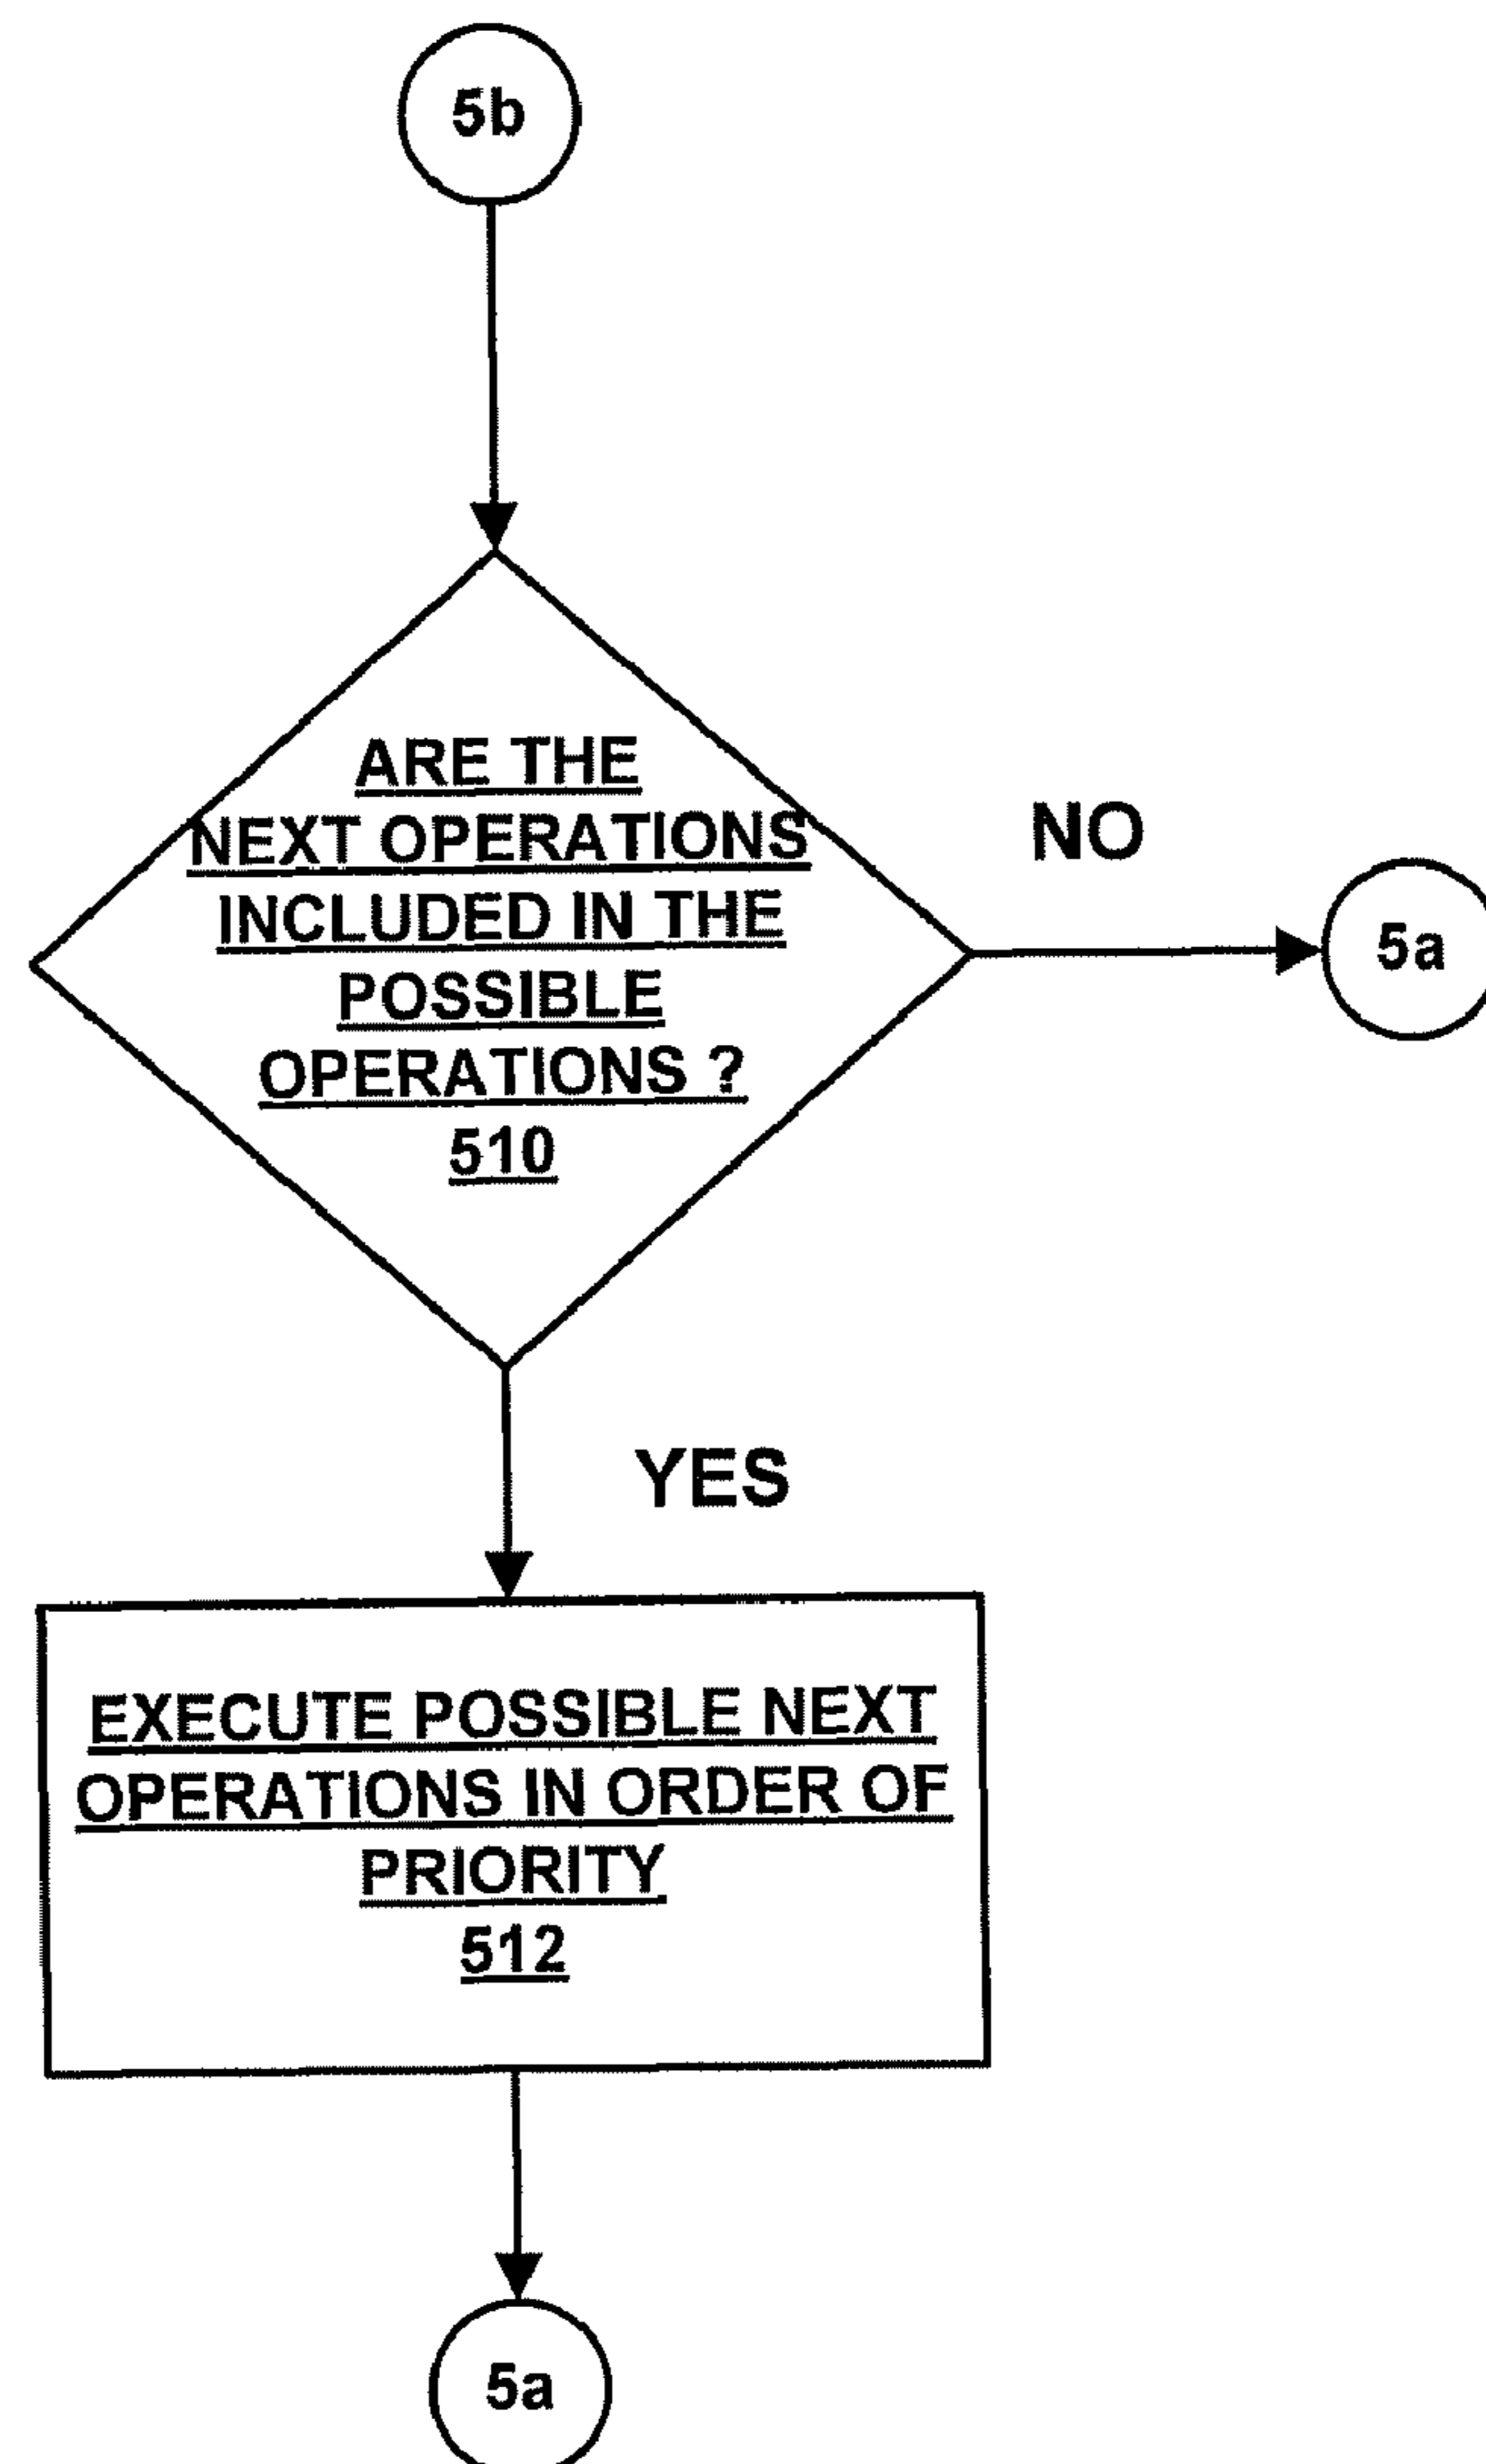 5b
ARE THE
NEXT OPERATIONS
INCLUDED IN THE
POSSIBLE
OPERATIONS ?
510
NO
5a
YES
EXECUTE POSSIBLE NEXT
OPERATIONS IN ORDER OF
PRIORITY
512
5a